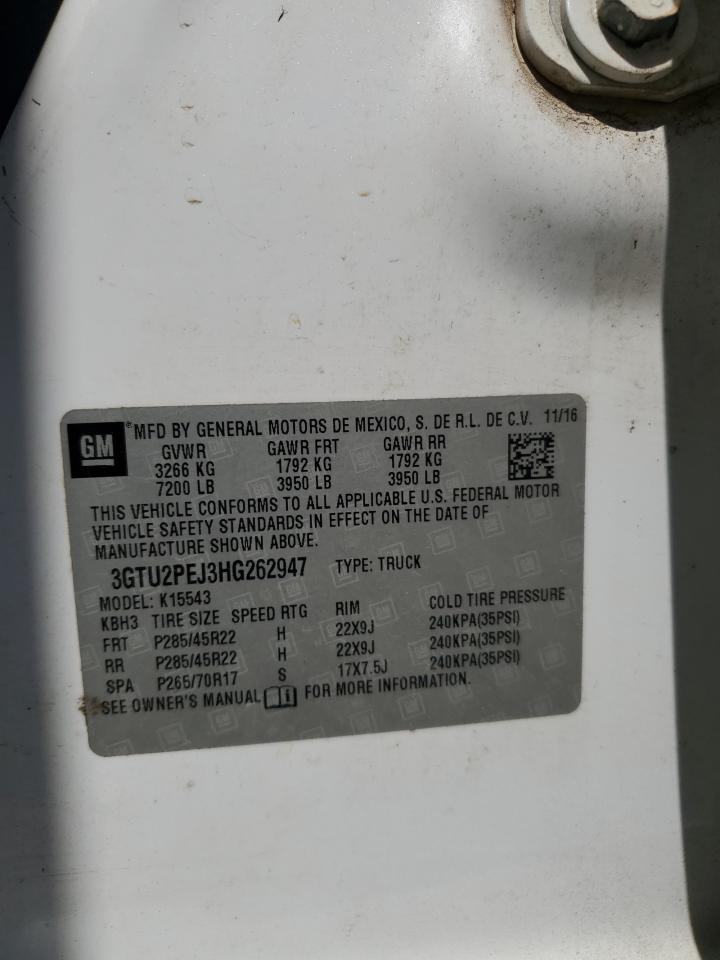 GM ® MFD BY GENERAL MOTORS DE MEXICO, S. DE R.L. DE C.V. 11/16
GVWR GAWR FRT GAWR RR
3266 KG 1792 KG 1792 KG
7200 LB 3950 LB 3950 LB
THIS VEHICLE CONFORMS TO ALL APPLICABLE U.S. FEDERAL MOTOR
VEHICLE SAFETY STANDARDS IN EFFECT ON THE DATE OF
MANUFACTURE SHOWN ABOVE.
3GTU2PEJ3HG262947 TYPE: TRUCK
MODEL: K15543
KBH3 TIRE SIZE SPEED RTG RIM COLD TIRE PRESSURE
FRT P285/45R22 H 22X9J 240KPA(35PSI)
RR P285/45R22 H 22X9J 240KPA(35PSI)
SPA P265/70R17 S 17X7.5J 240KPA(35PSI)
SEE OWNER'S MANUAL FOR MORE INFORMATION.